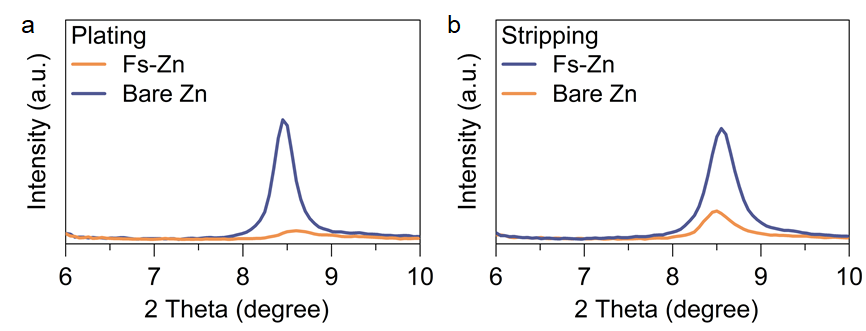 a
Plating
Fs-Zn
Bare Zn
Intensity (a.u.)
6 7 8 9 10
2 Theta (degree)
b
Stripping
Fs-Zn
Bare Zn
Intensity (a.u.)
6 7 8 9 10
2 Theta (degree)